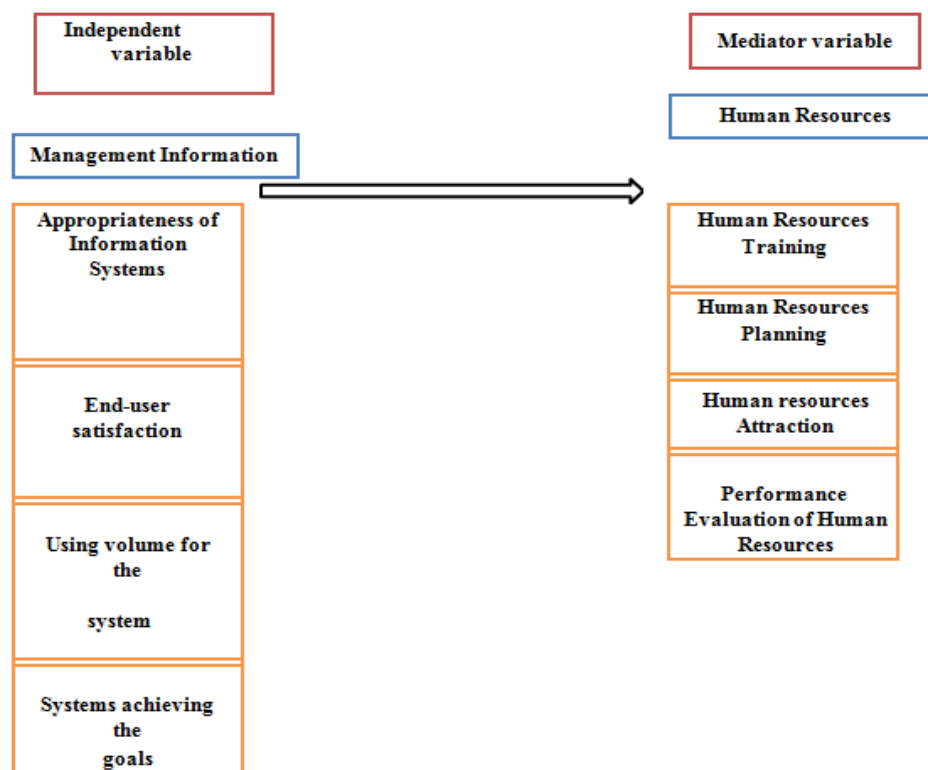 Independent
variable
Management Information
Appropriateness of
Information
Systems
End-user
satisfaction
Using volume for
the
system
Systems achieving
the
goals
Mediator variable
Human Resources
Human Resources
Training
Human Resources
Planning
Human resources
Attraction
Performance
Evaluation of Human
Resources